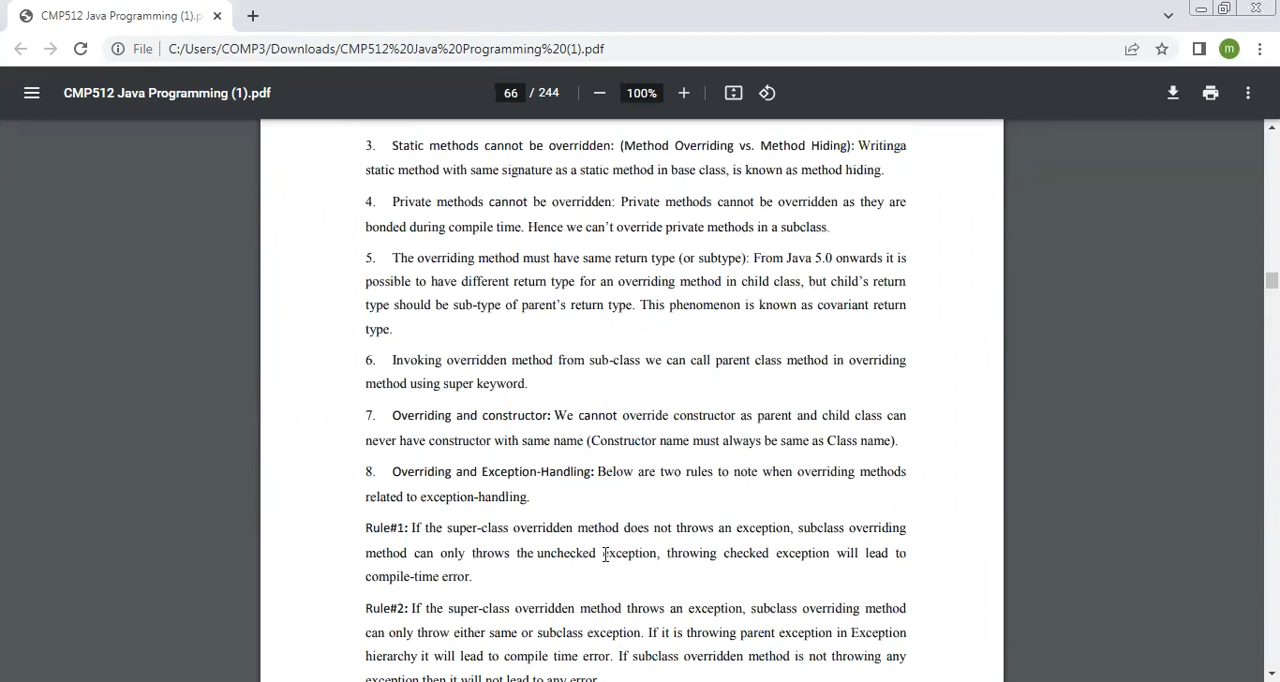 CMP512 Java Programming (1).p
File
C:/Users/COMP3/Downloads/CMP512%20Java%20Programming%20(1).pdf
m
CMP512 Java Programming (1).pdf
66 / 244
100%
3. Static methods cannot be overridden: (Method Overriding vs. Method Hiding): Writinga
static method with same signature as a static method in base class, is known as method hiding.
4. Private methods cannot be overridden: Private methods cannot be overridden as they are
bonded during compile time. Hence we can’t override private methods in a subclass.
5. The overriding method must have same return type (or subtype): From Java 5.0 onwards it is
possible to have different return type for an overriding method in child class, but child’s return
type should be sub-type of parent’s return type. This phenomenon is known as covariant return
type.
6. Invoking overridden method from sub-class we can call parent class method in overriding
method using super keyword.
7. Overriding and constructor: We cannot override constructor as parent and child class can
never have constructor with same name (Constructor name must always be same as Class name).
8. Overriding and Exception-Handling: Below are two rules to note when overriding methods
related to exception-handling.
Rule#1: If the super-class overridden method does not throws an exception, subclass overriding
method can only throws the unchecked exception, throwing checked exception will lead to
compile-time error.
Rule#2: If the super-class overridden method throws an exception, subclass overriding method
can only throw either same or subclass exception. If it is throwing parent exception in Exception
hierarchy it will lead to compile time error. If subclass overridden method is not throwing any
exception then it will not lead to any error.